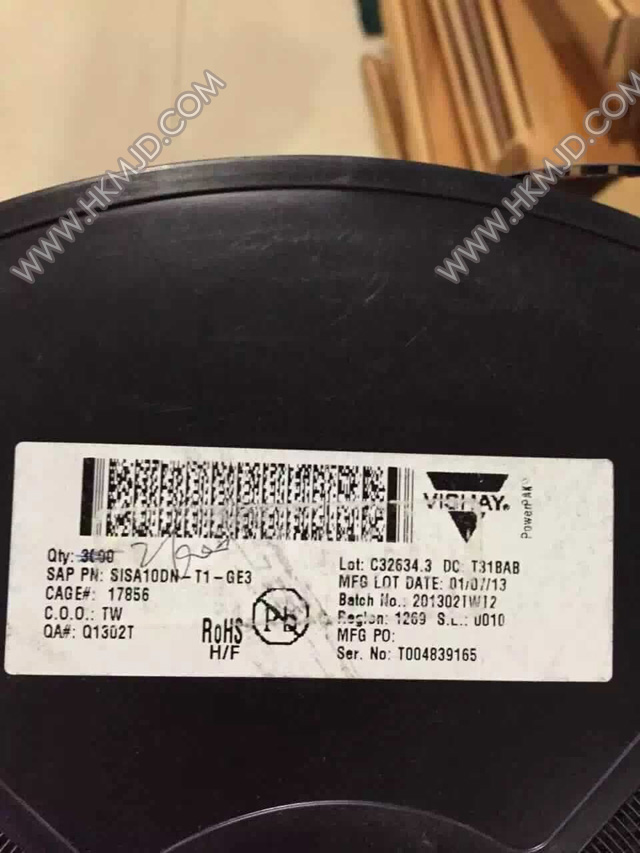 WWW.HKMJD.COM
WWW.HKMJD.COM
VISHAY
PowerPAK
Qty: 3000
SAP PN: SISA10DN-T1-GE3
CAGE#: 17856
C.O.O.: TW
QA#: Q1302T
RoHS
H/F
Pb
Lot: C32634.3 DC: T31BAB
MFG LOT DATE: 01/07/13
Batch No.: 201302TW12
Region: 1269 S.L.: 0010
MFG PO:
Ser. No: T004839165